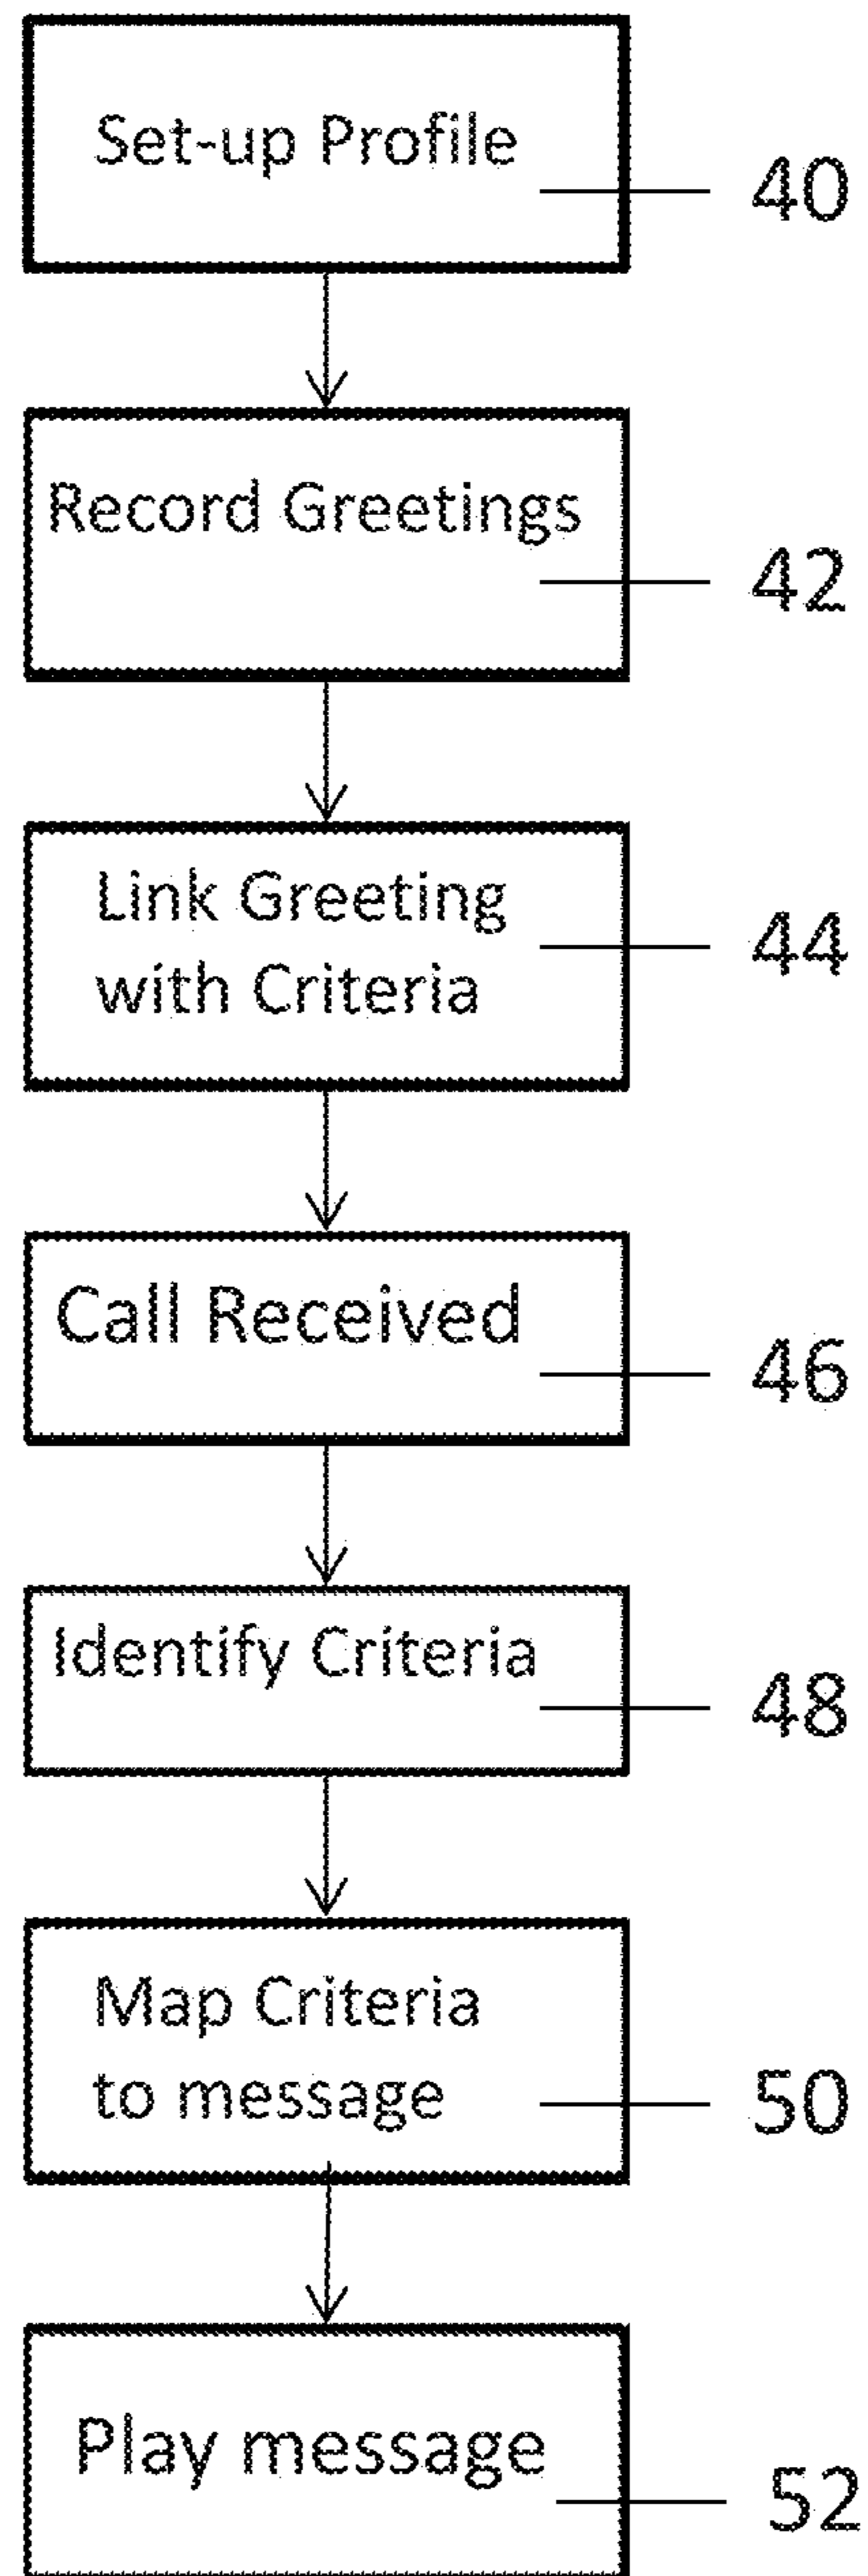 Set-up Profile
40
Record Greetings
42
Link Greeting
with Criteria
44
Call Received
46
Identify Criteria
48
Map Criteria
to message
50
Play message
52